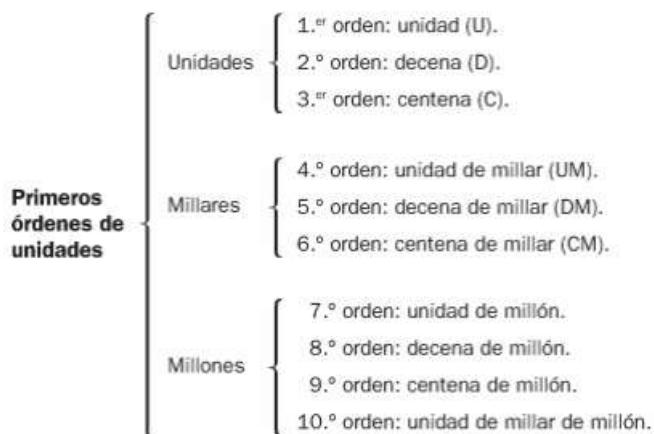 Primeros
órdenes de
unidades
Unidades
1.er orden: unidad (U).
2.º orden: decena (D).
3.er orden: centena (C).
Millares
4.º orden: unidad de millar (UM).
5.º orden: decena de millar (DM).
6.º orden: centena de millar (CM).
Millones
7.º orden: unidad de millón.
8.º orden: decena de millón.
9.º orden: centena de millón.
10.º orden: unidad de millar de millón.